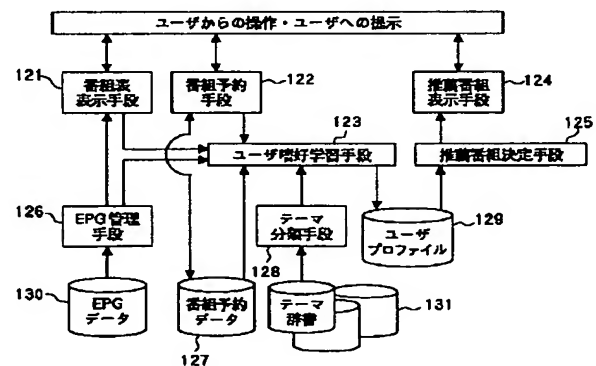 ユーザからの操作・ユーザへの提示
121
番組表
表示手段
番組予約
手段
122
推薦番組
表示手段
124
123
ユーザ嗜好学習手段
125
推薦番組決定手段
126
EPG管理
手段
テーマ
分類手段
128
ユーザ
プロファイル
129
130
EPG
データ
番組予約
データ
127
テーマ
辞書
131